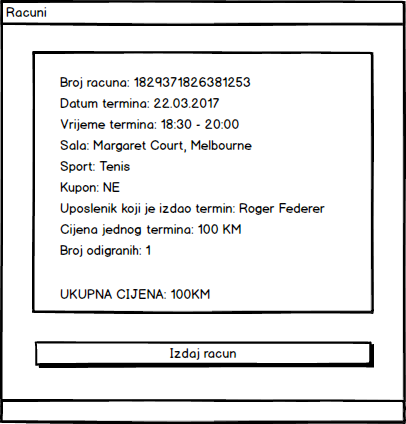 Racuni
Broj racuna: 1829371826381253
Datum termina: 22.03.2017
Vrijeme termina: 18:30 - 20:00
Sala: Margaret Court, Melbourne
Sport: Tenis
Kupon: NE
Uposlenik koji je izdao termin: Roger Federer
Cijena jednog termina: 100 KM
Broj odigranih: 1
UKUPNA CIJENA: 100KM
Izdaj racun